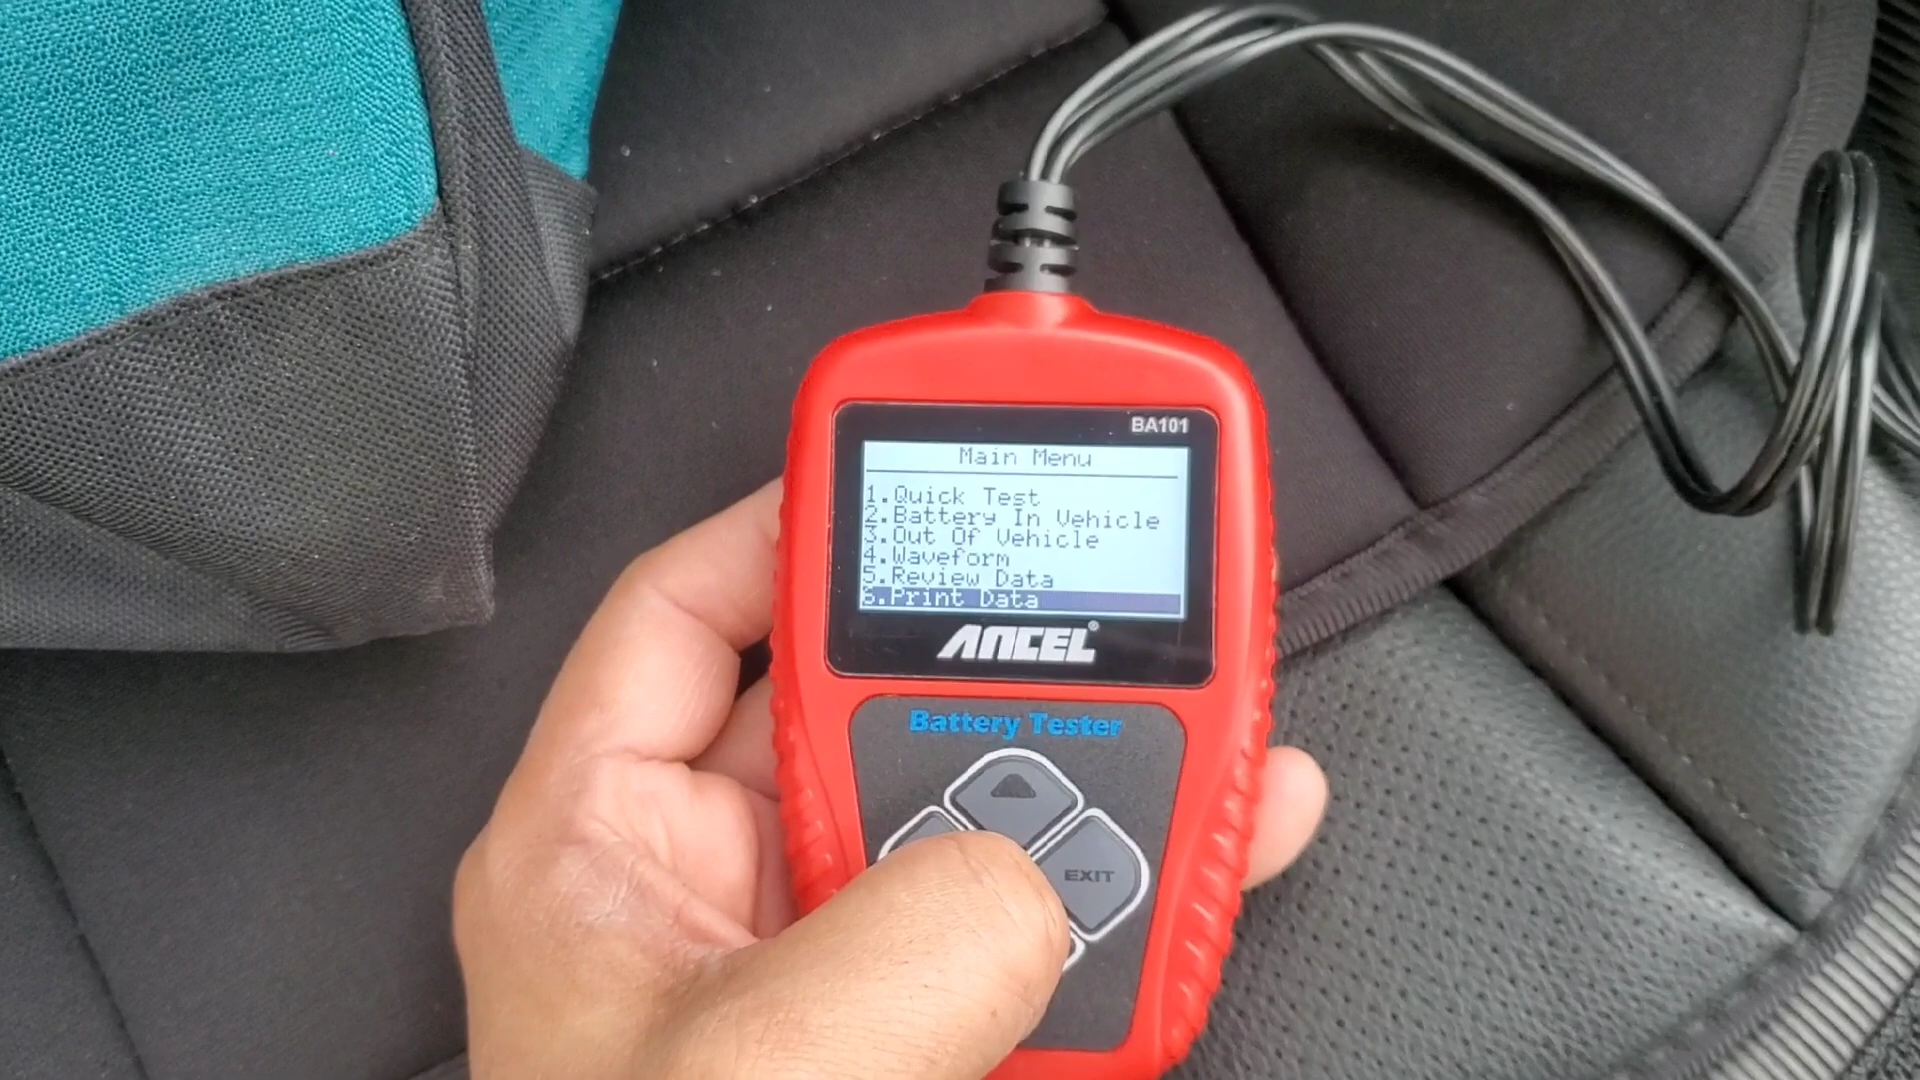 BA101
Main Menu
1.Quick Test
2.Battery In Vehicle
3.Out Of Vehicle
4.Waveform
5.Review Data
6.Print Data
ANCEL®
Battery Tester
EXIT